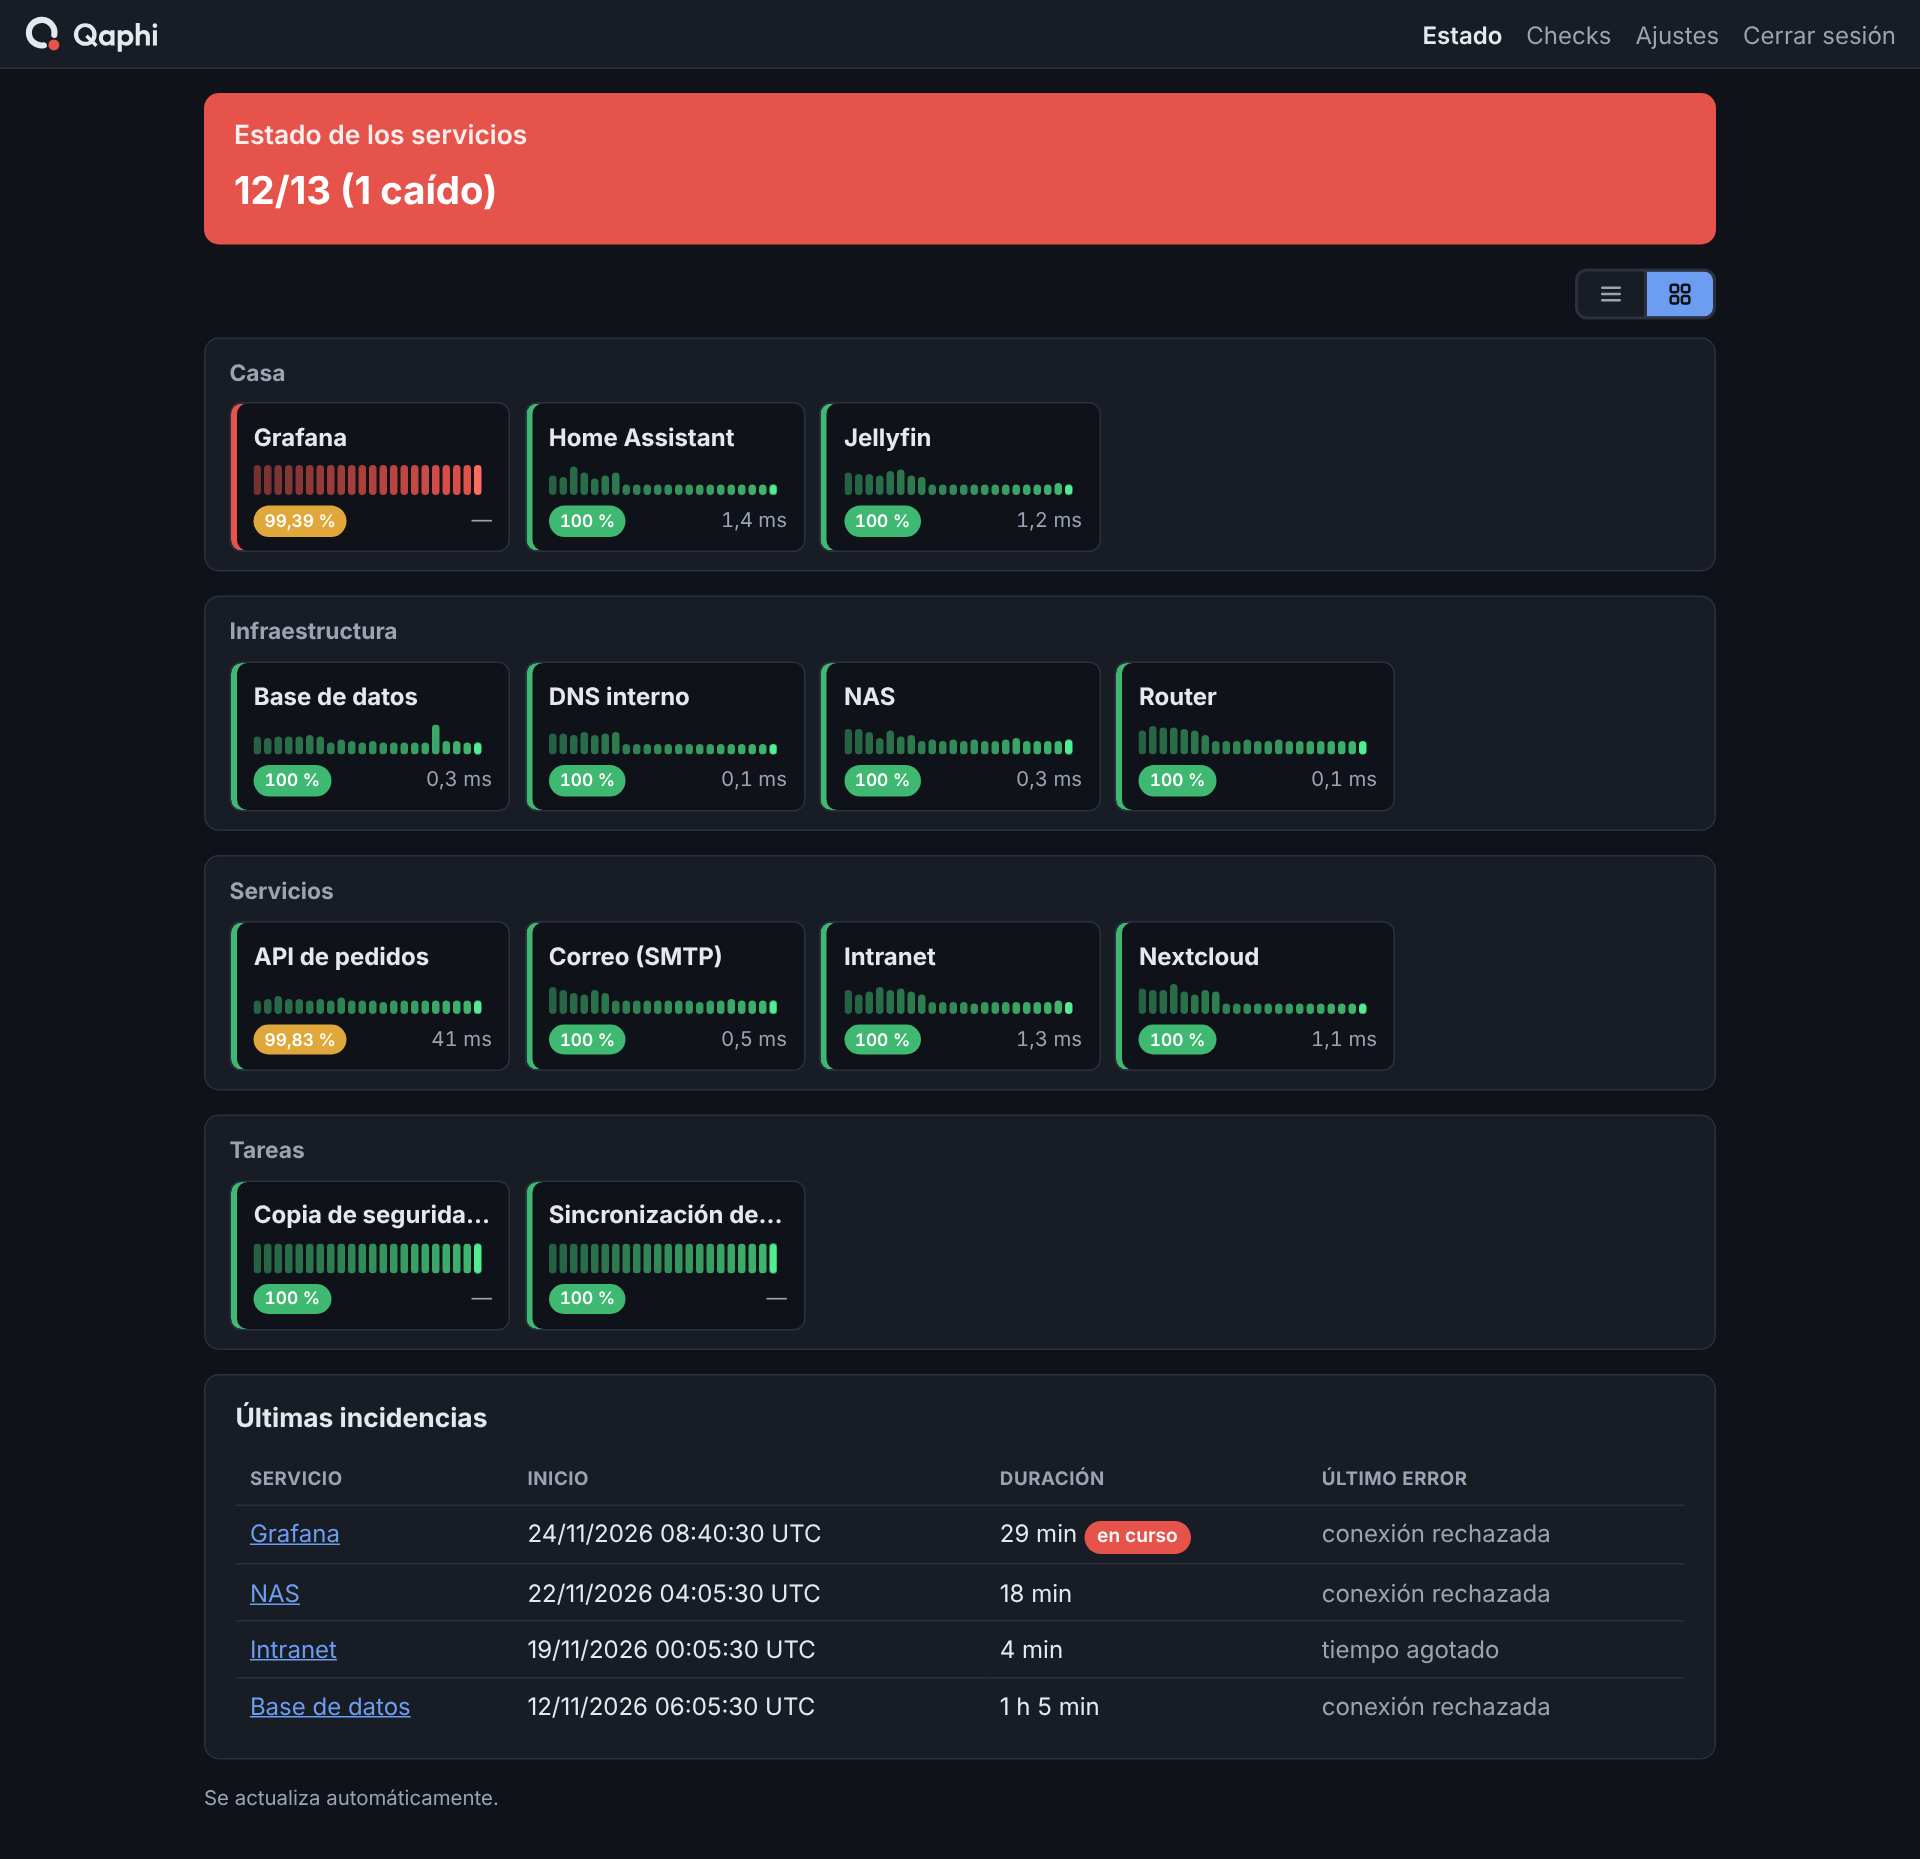 Qaphi
Estado Checks Ajustes Cerrar sesión
Estado de los servicios
12/13 (1 caído)
Casa
Grafana
99,39 % —
Home Assistant
100 % 1,4 ms
Jellyfin
100 % 1,2 ms
Infraestructura
Base de datos
100 % 0,3 ms
DNS interno
100 % 0,1 ms
NAS
100 % 0,3 ms
Router
100 % 0,1 ms
Servicios
API de pedidos
99,83 % 41 ms
Correo (SMTP)
100 % 0,5 ms
Intranet
100 % 1,3 ms
Nextcloud
100 % 1,1 ms
Tareas
Copia de segurida...
100 % —
Sincronización de...
100 % —
Últimas incidencias
SERVICIO INICIO DURACIÓN ÚLTIMO ERROR
Grafana 24/11/2026 08:40:30 UTC 29 min en curso conexión rechazada
NAS 22/11/2026 04:05:30 UTC 18 min conexión rechazada
Intranet 19/11/2026 00:05:30 UTC 4 min tiempo agotado
Base de datos 12/11/2026 06:05:30 UTC 1 h 5 min conexión rechazada
Se actualiza automáticamente.